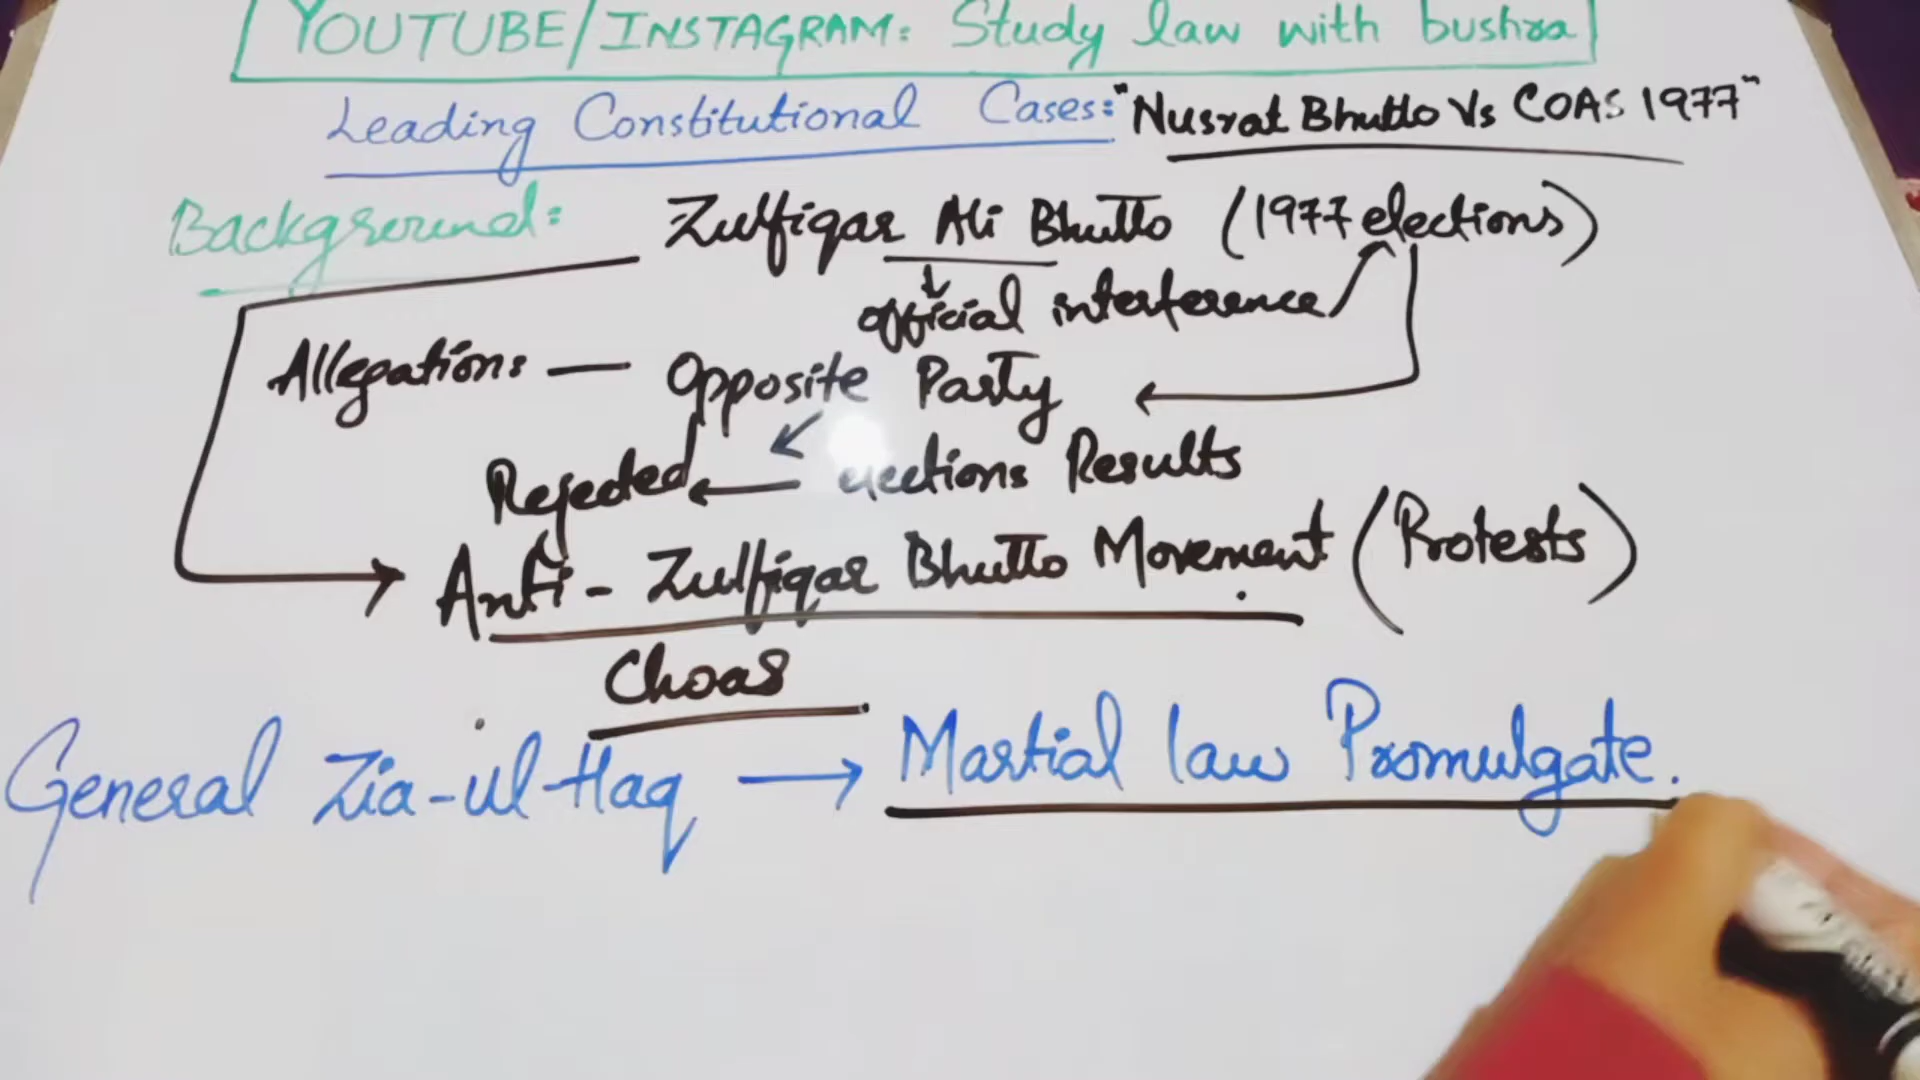 YOUTUBE/INSTAGRAM: Study law with bushra
Leading Constitutional Cases: "Nusrat Bhutto Vs COAS 1977"
Background: Zulfiqar Ali Bhutto (1977 elections)
official interference
Allegation: — Opposite Party
Rejected ← elections Results
Anti-Zulfiqar Bhutto Movement (Protests)
Choas
General Zia-ul-Haq → Martial law Promulgate.